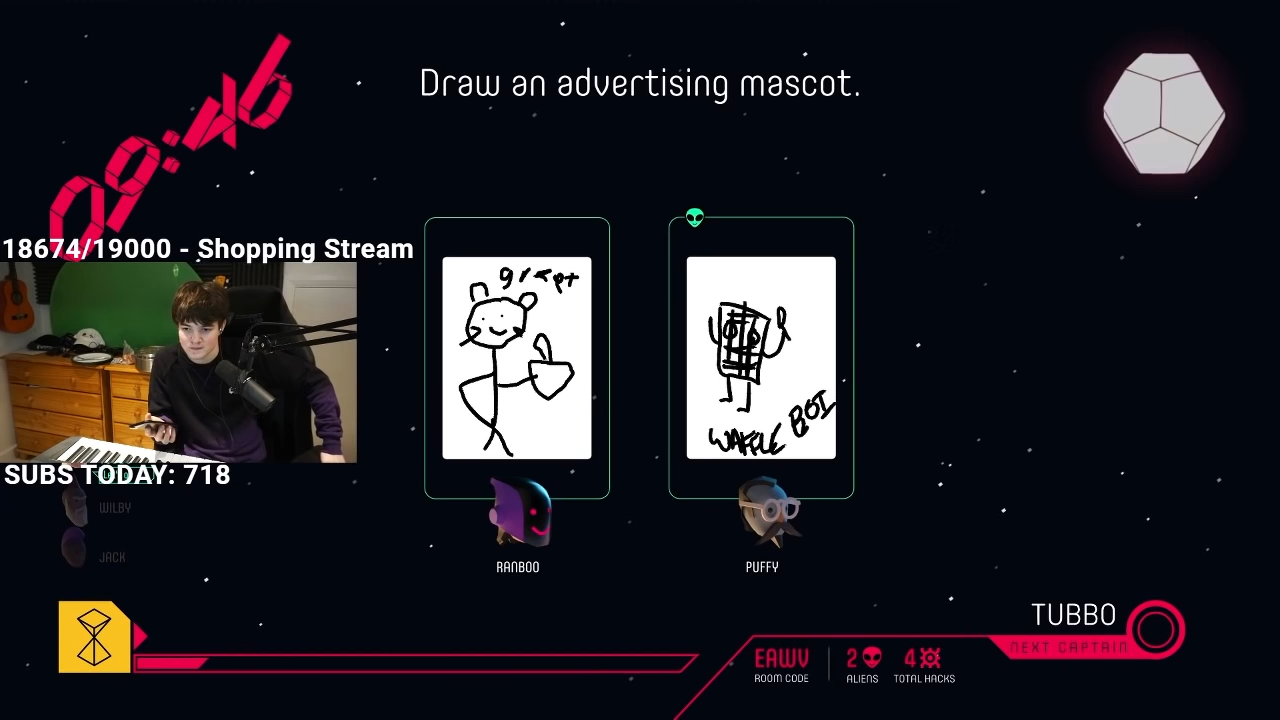 Draw an advertising mascot.
09:46
18674/19000 - Shopping Stream
WAFFLE BOI
SUBS TODAY: 718
WILBY
JACK
RANBOO
PUFFY
TUBBO
NEXT CAPTAIN
EAWV
ROOM CODE
2
ALIENS
4
TOTAL HACKS